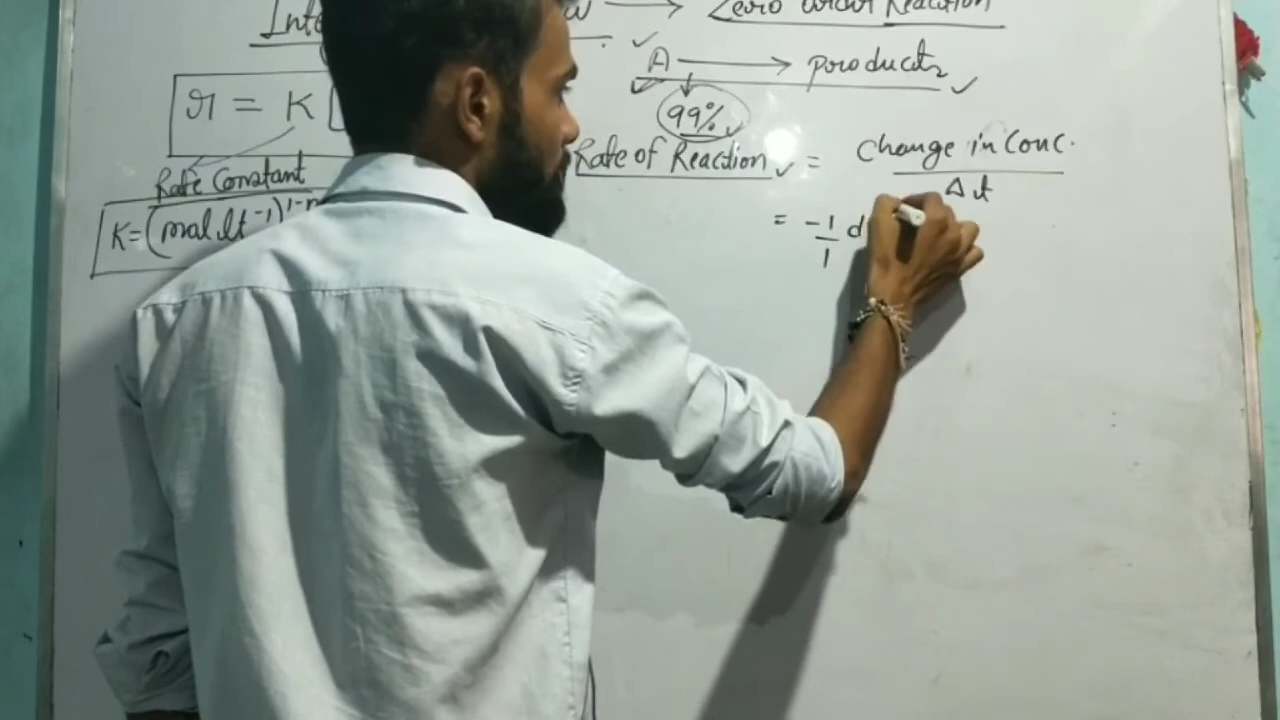 Zero order Reaction
A → products
99%
r = K [
Rate of Reaction = Change in Conc.
Δt
Rate Constant
K = (mol lt⁻¹)¹⁻ⁿ
= -1/1 d